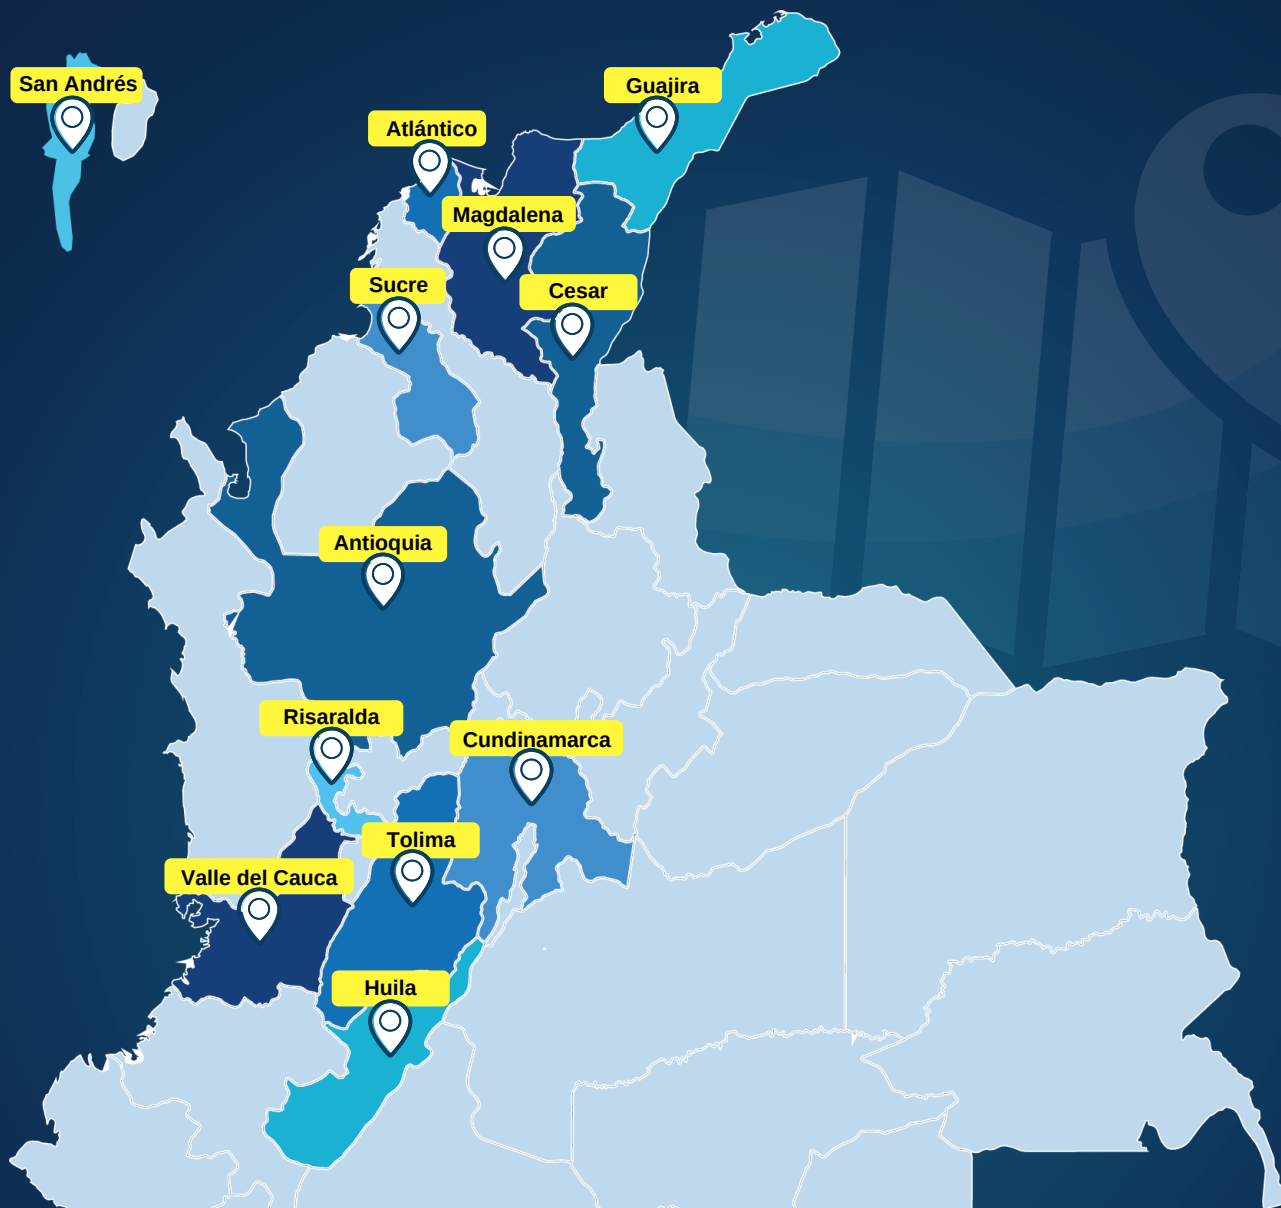 San Andrés
Guajira
Atlántico
Magdalena
Sucre
Cesar
Antioquia
Risaralda
Cundinamarca
Tolima
Valle del Cauca
Huila